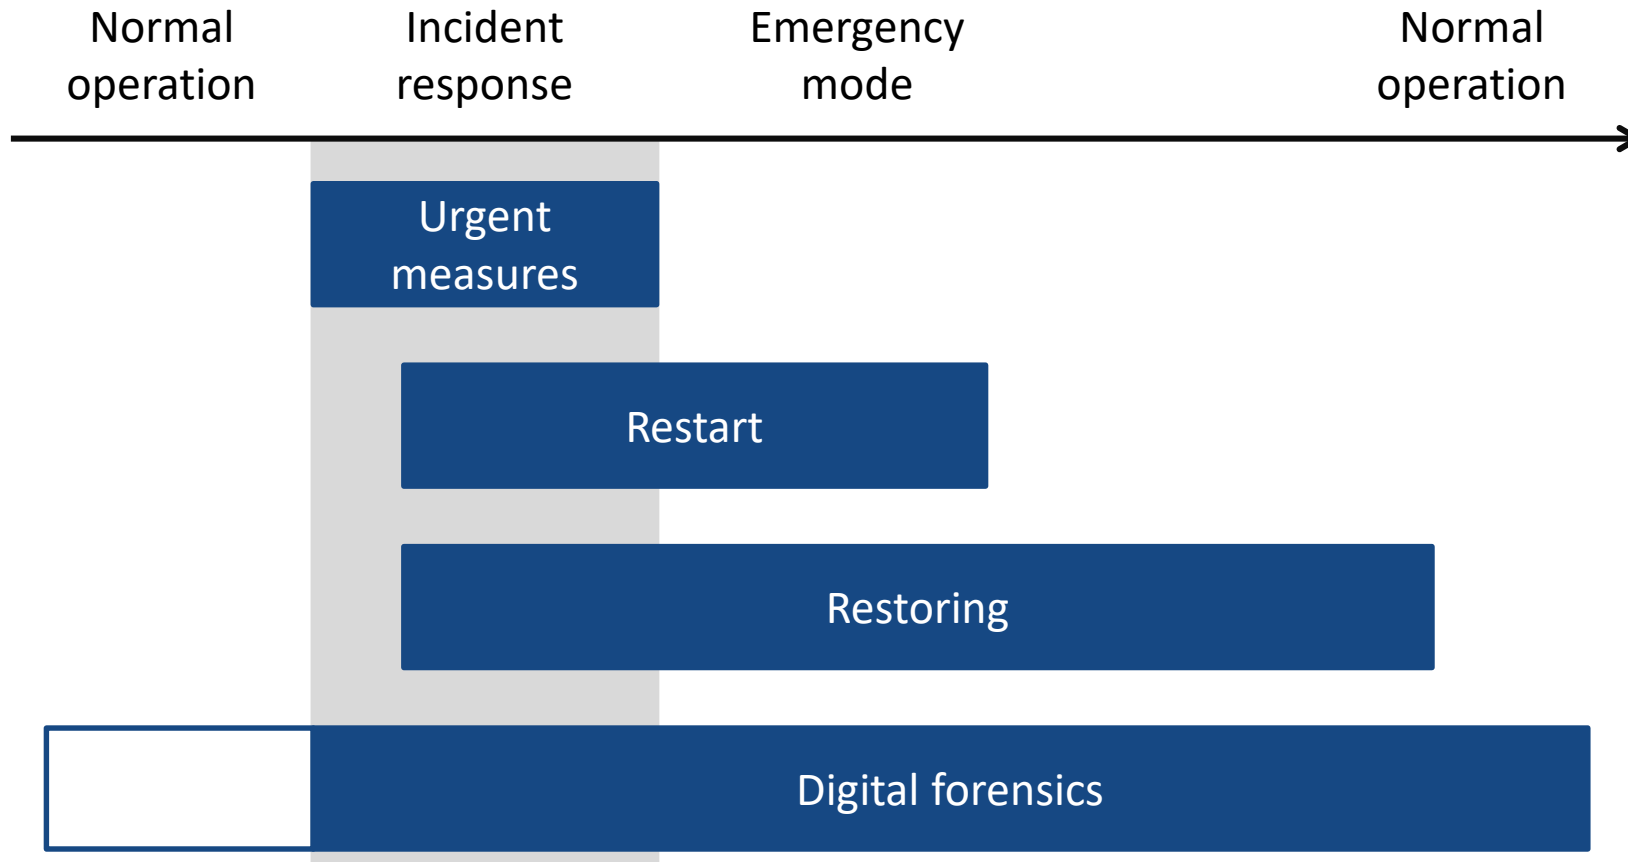 Normal
operation
Incident
response
Emergency
mode
Normal
operation
Urgent
measures
Restart
Restoring
Digital forensics